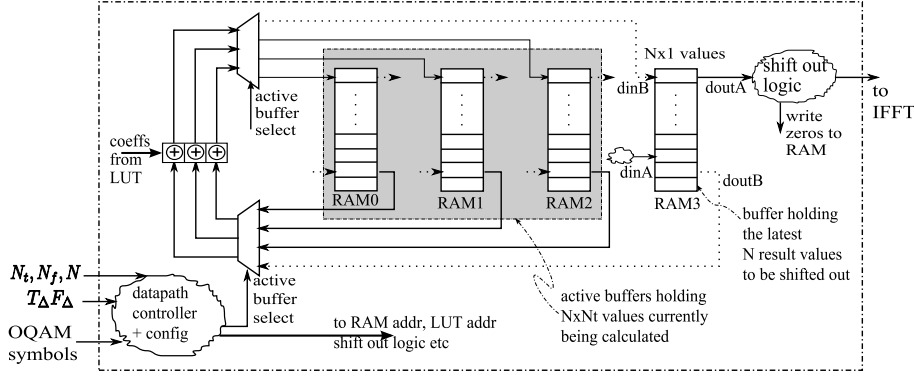 Nx1 values
dinB
doutA
shift out
logic
to
IFFT
write
zeros to
RAM
active
buffer
select
coeffs
from
LUT
+ + +
dinA
doutB
RAM0
RAM1
RAM2
RAM3
buffer holding
the latest
N result values
to be shifted out
active buffers holding
NxNt values currently
being calculated
active
buffer
select
N_t, N_f, N
T_Δ F_Δ
OQAM
symbols
datapath
controller
+ config
to RAM addr, LUT addr
shift out logic etc